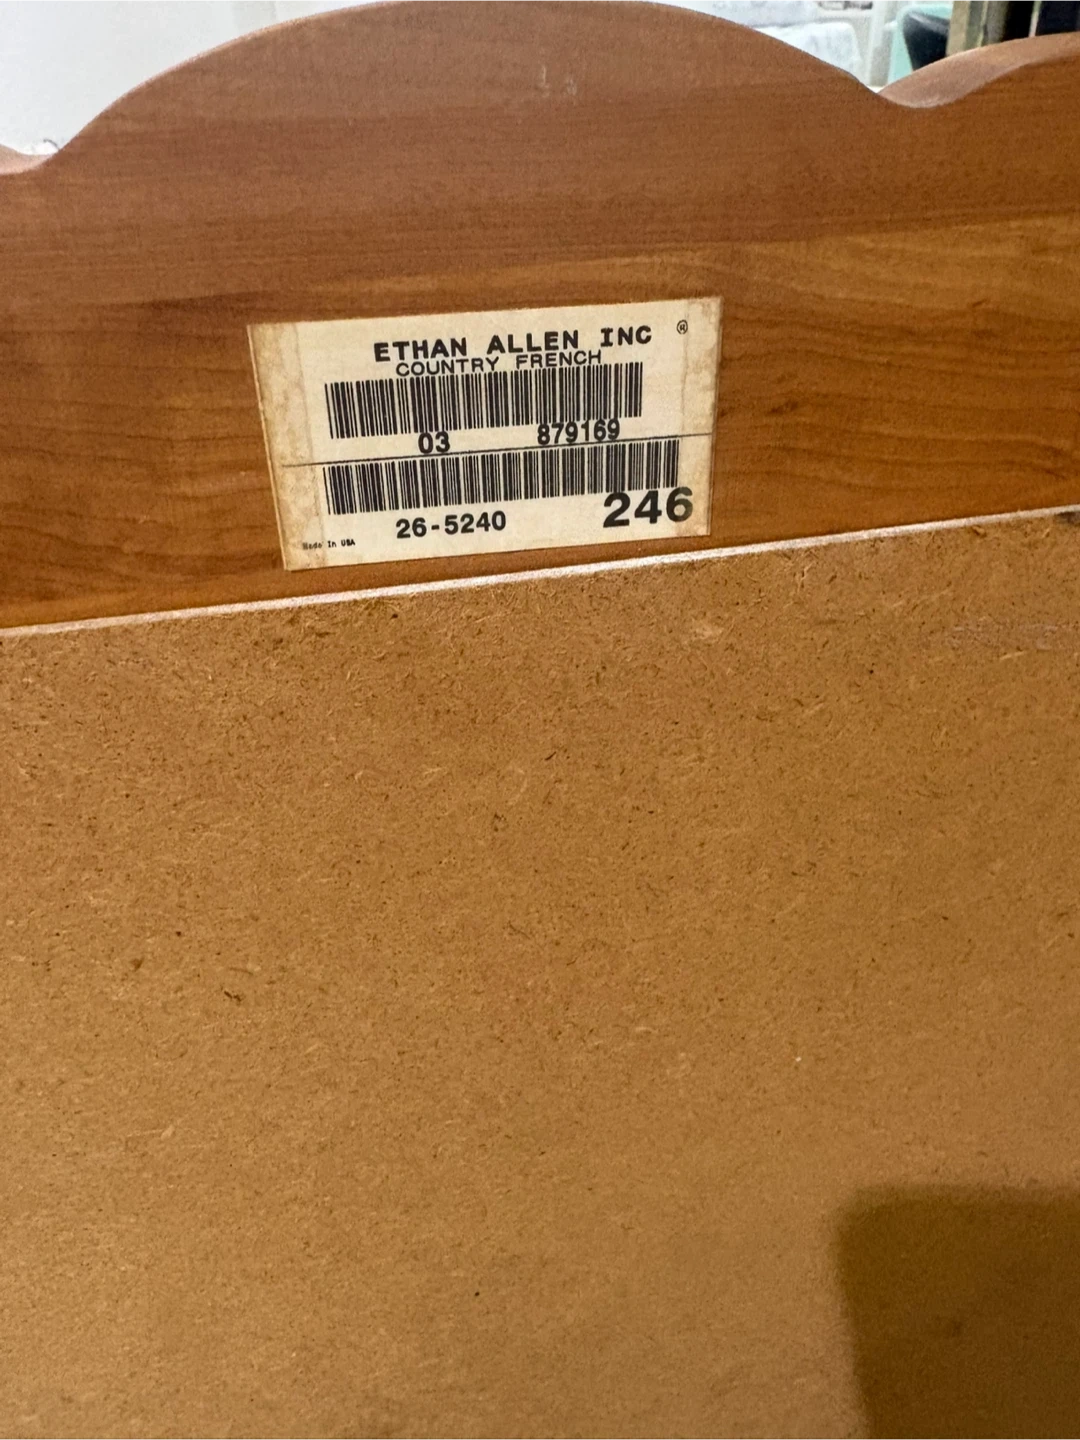 ETHAN ALLEN INC ®
COUNTRY FRENCH
03 879169
26-5240 246
Made In USA